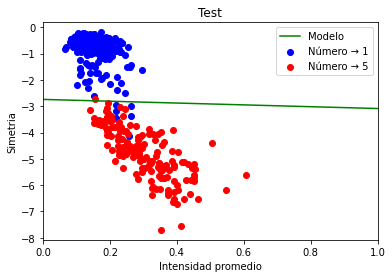 Test
Modelo
Número → 1
Número → 5
Simetria
0
−1
−2
−3
−4
−5
−6
−7
−8
0.0 0.2 0.4 0.6 0.8 1.0
Intensidad promedio